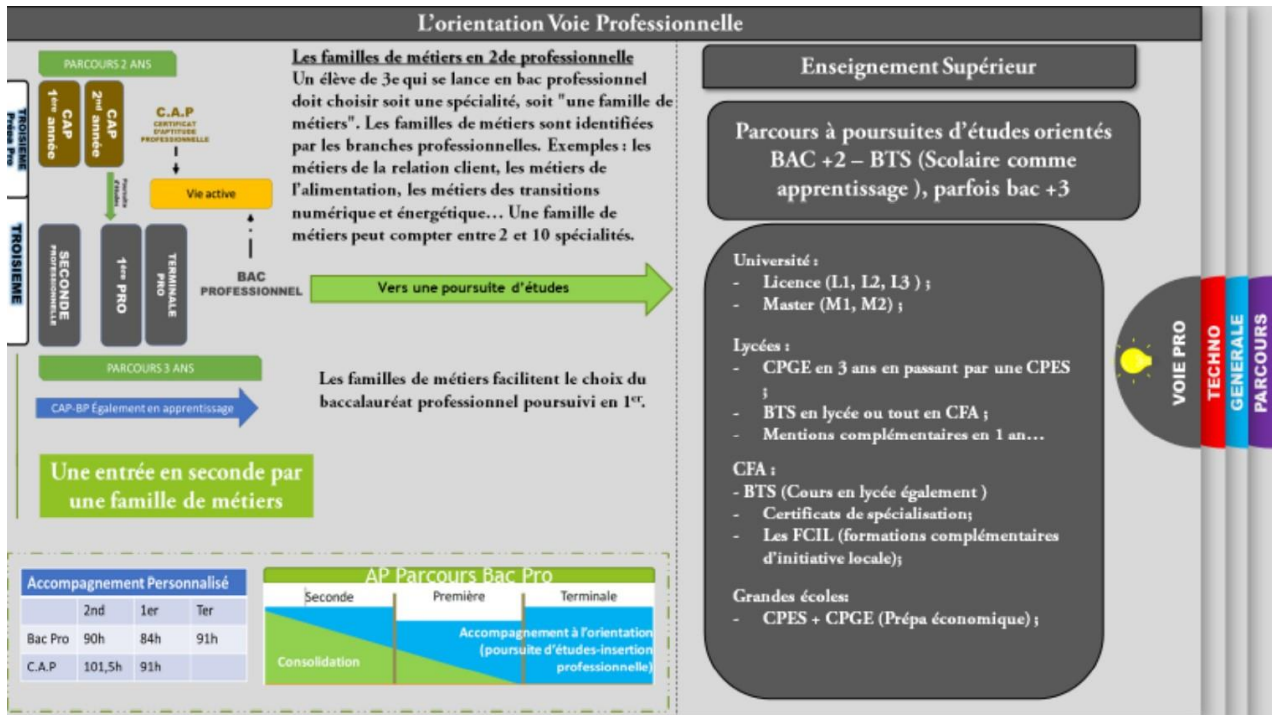 L'orientation Voie Professionnelle
PARCOURS 2 ANS
TROISIEME
Prépa Pro
CAP
1ère année
CAP
2nd année
C.A.P
CERTIFICAT
D'APTITUDE
PROFESSIONNELLE
Poursuite
d'études
Vie active
TROISIEME
SECONDE
PROFESSIONNELLE
1ère PRO
TERMINALE
PRO
BAC
PROFESSIONNEL
PARCOURS 3 ANS
CAP-BP Également en apprentissage
Une entrée en seconde par
une famille de métiers
Les familles de métiers en 2de professionnelle
Un élève de 3e qui se lance en bac professionnel
doit choisir soit une spécialité, soit "une famille de
métiers". Les familles de métiers sont identifiées
par les branches professionnelles. Exemples : les
métiers de la relation client, les métiers de
l'alimentation, les métiers des transitions
numérique et énergétique… Une famille de
métiers peut compter entre 2 et 10 spécialités.
Vers une poursuite d'études
Les familles de métiers facilitent le choix du
baccalauréat professionnel poursuivi en 1er.
Accompagnement Personnalisé
2nd 1er Ter
Bac Pro 90h 84h 91h
C.A.P 101,5h 91h
AP Parcours Bac Pro
Seconde Première Terminale
Consolidation
Accompagnement à l'orientation
(poursuite d'études-insertion
professionnelle)
Enseignement Supérieur
Parcours à poursuites d'études orientés
BAC +2 – BTS (Scolaire comme
apprentissage ), parfois bac +3
Université :
- Licence (L1, L2, L3 ) ;
- Master (M1, M2) ;
Lycées :
- CPGE en 3 ans en passant par une CPES
;
- BTS en lycée ou tout en CFA ;
- Mentions complémentaires en 1 an…
CFA :
- BTS (Cours en lycée également )
- Certificats de spécialisation;
- Les FCIL (formations complémentaires
d'initiative locale);
Grandes écoles:
- CPES + CPGE (Prépa économique) ;
VOIE PRO
TECHNO
GENERALE
PARCOURS